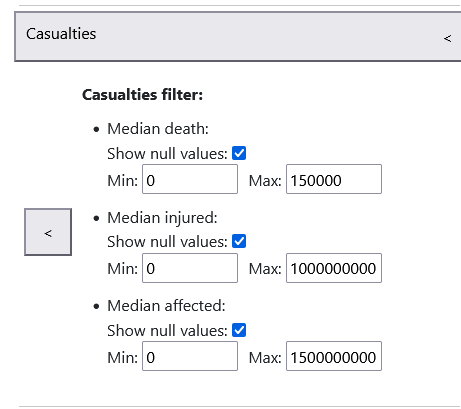 Casualties <
Casualties filter:
• Median death:
Show null values:
Min: 0 Max: 150000
• Median injured:
Show null values:
<
Min: 0 Max: 1000000000
• Median affected:
Show null values:
Min: 0 Max: 1500000000